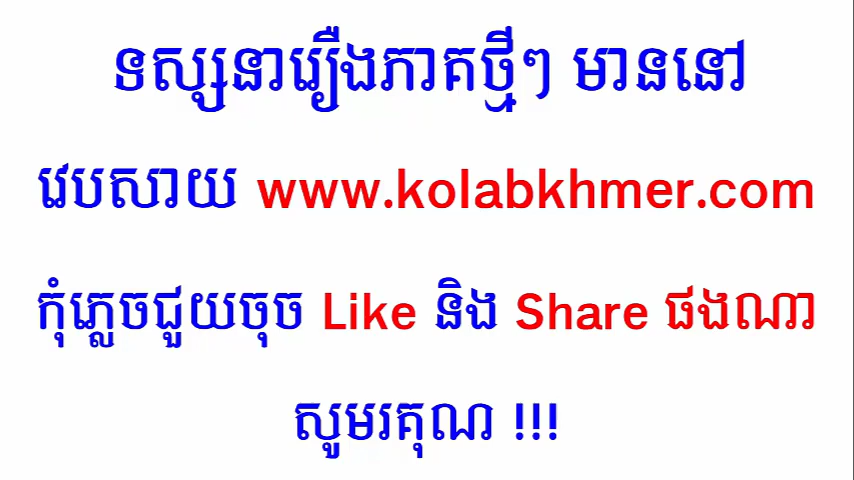 ទស្សនារឿងភាគថ្មីៗ មាននៅ
វេបសាយ www.kolabkhmer.com
កុំភ្លេចជួយចុច Like និង Share ផងណា
សូមរគុណ !!!